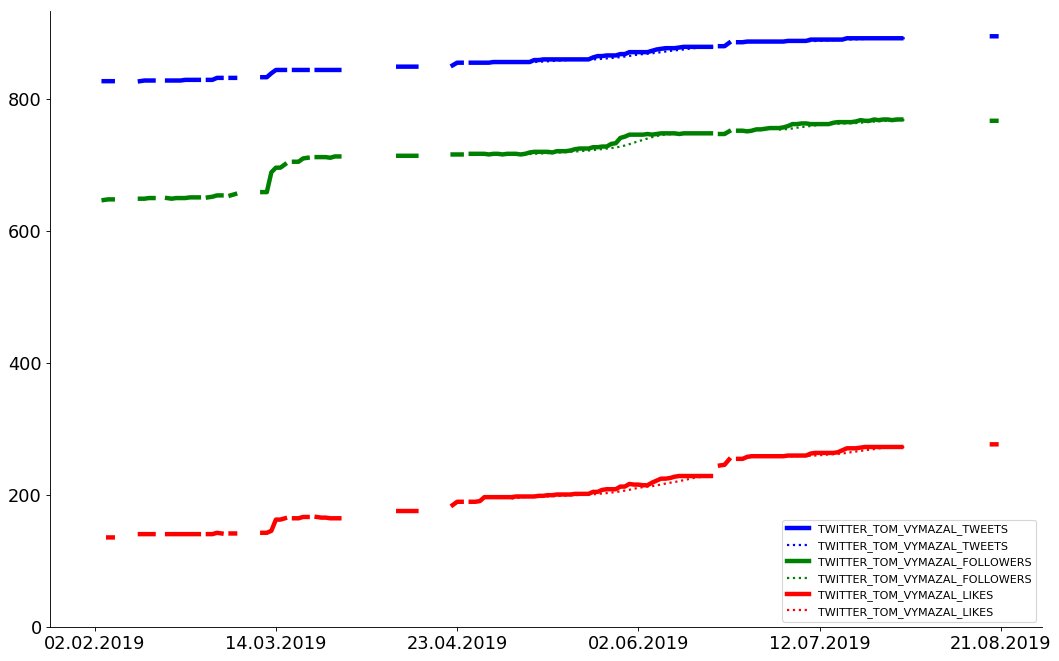 800
600
400
200
0
02.02.2019 14.03.2019 23.04.2019 02.06.2019 12.07.2019 21.08.2019
TWITTER_TOM_VYMAZAL_TWEETS
TWITTER_TOM_VYMAZAL_TWEETS
TWITTER_TOM_VYMAZAL_FOLLOWERS
TWITTER_TOM_VYMAZAL_FOLLOWERS
TWITTER_TOM_VYMAZAL_LIKES
TWITTER_TOM_VYMAZAL_LIKES